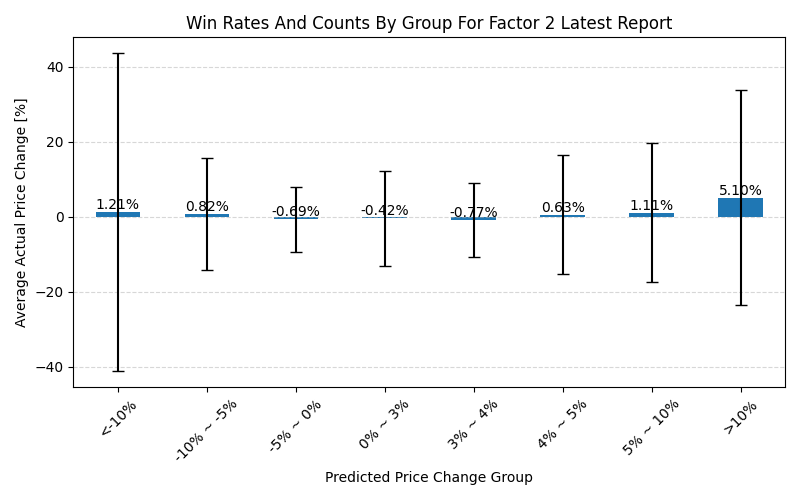 Win Rates And Counts By Group For Factor 2 Latest Report
Average Actual Price Change [%]
40
20
0
−20
−40
1.21%
0.82%
-0.69%
-0.42%
-0.77%
0.63%
1.11%
5.10%
<-10%
-10% ~ -5%
-5% ~ 0%
0% ~ 3%
3% ~ 4%
4% ~ 5%
5% ~ 10%
>10%
Predicted Price Change Group